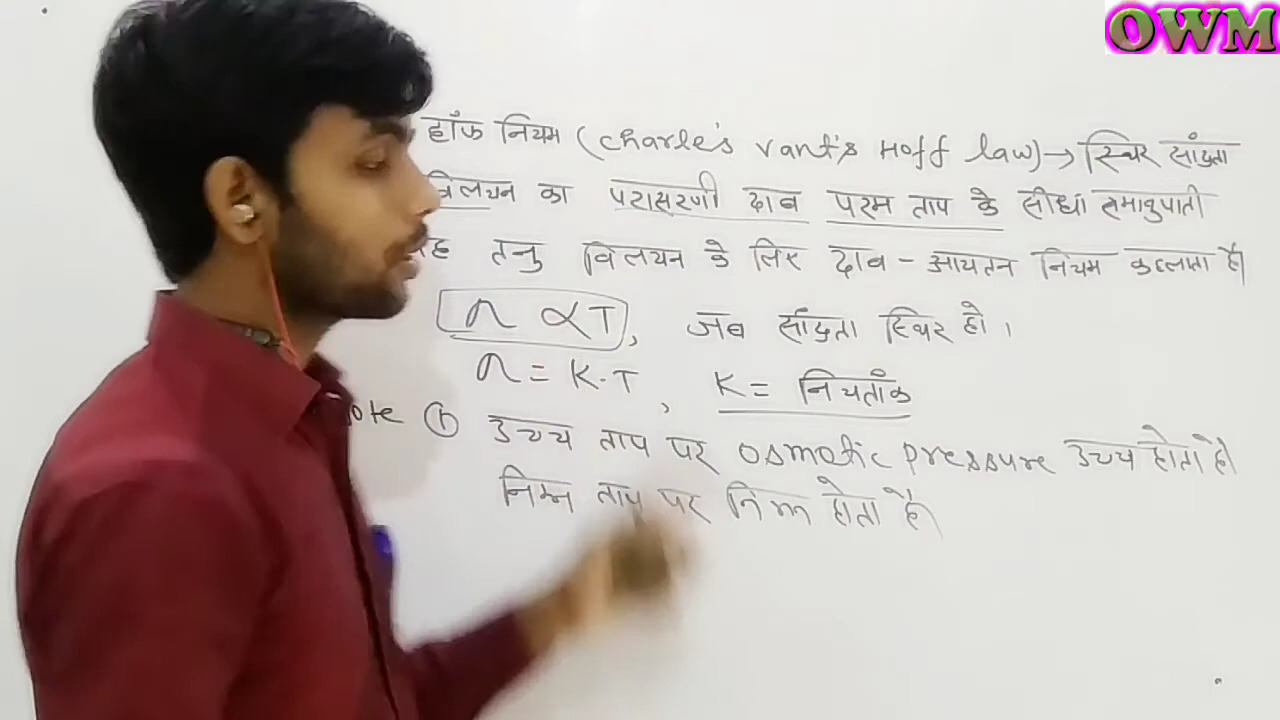 OWM
हॉफ नियम (charle's vant's Hoff law) → स्थिर सांद्रता
विलयन का परासरणी दाब परम ताप के सीधा समानुपाती
तनु विलयन के लिए दाब - आयतन नियम कहलाता है।
π ∝ T, जब सांद्रता स्थिर हो।
π = K.T, K = नियतांक
Note ① उच्च ताप पर osmotic pressure उच्च होता है।
निम्न ताप पर निम्न होता है।